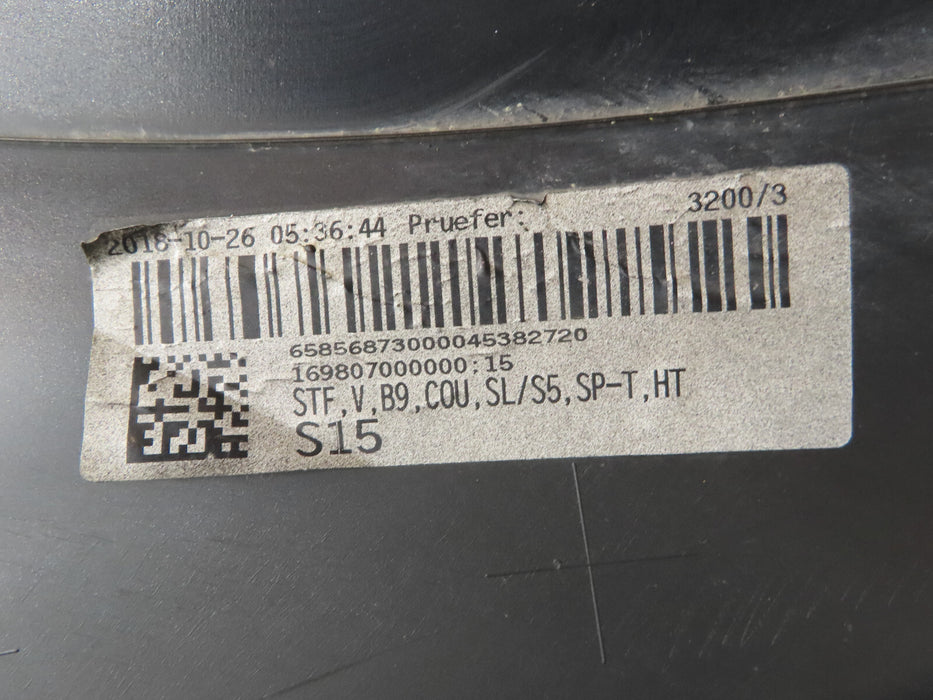 2018-10-26 05:36:44 Pruefer: 3200/3
65856873000045382720
169807000000:15
STF,V,B9,COU,SL/S5,SP-T,HT
S15